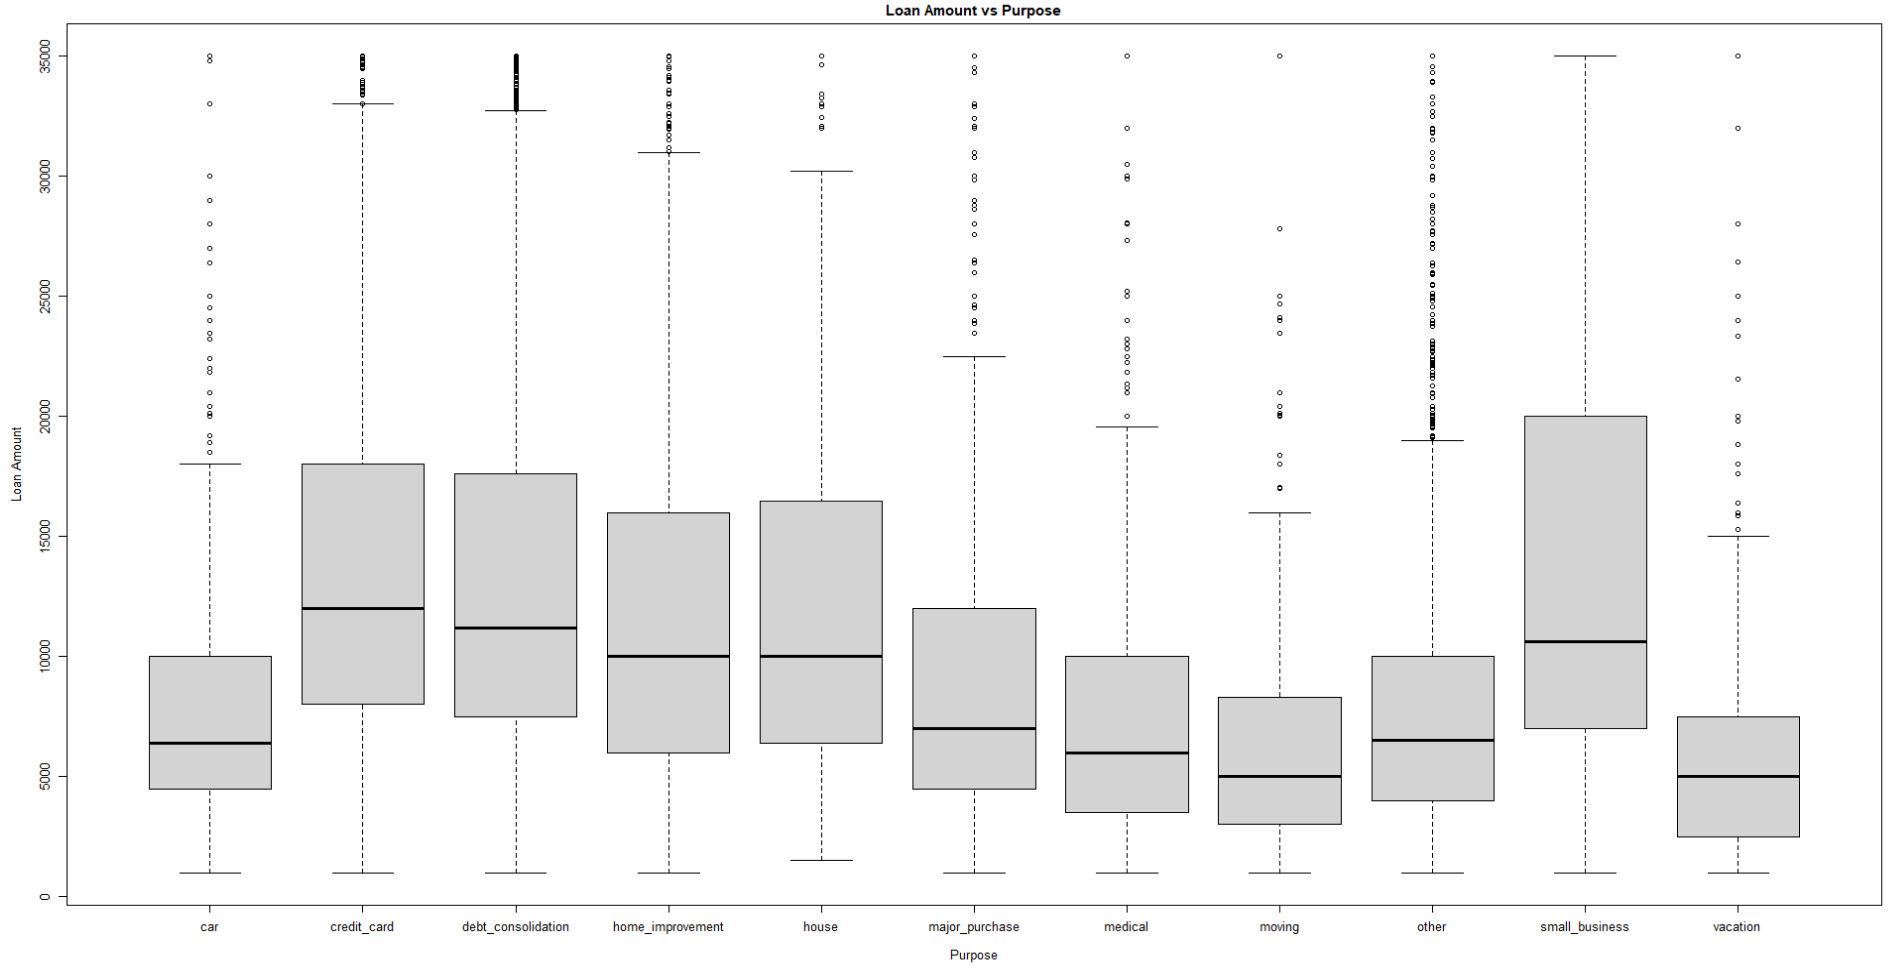 Loan Amount vs Purpose
Loan Amount
35000
30000
25000
20000
15000
10000
5000
0
car credit_card debt_consolidation home_improvement house major_purchase medical moving other small_business vacation
Purpose